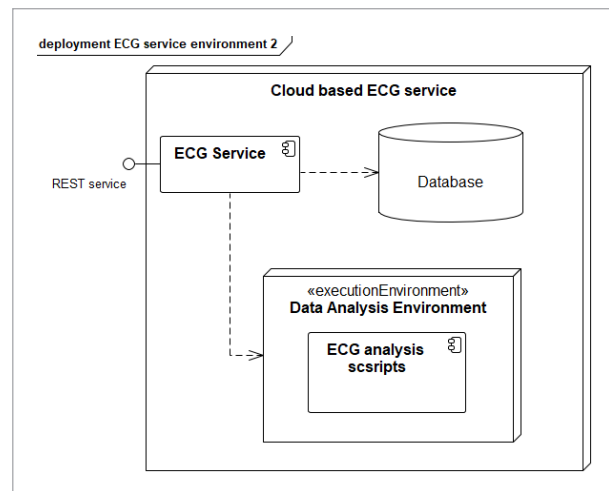 deployment ECG service environment 2
Cloud based ECG service
ECG Service
REST service
Database
«executionEnvironment»
Data Analysis Environment
ECG analysis
scsripts